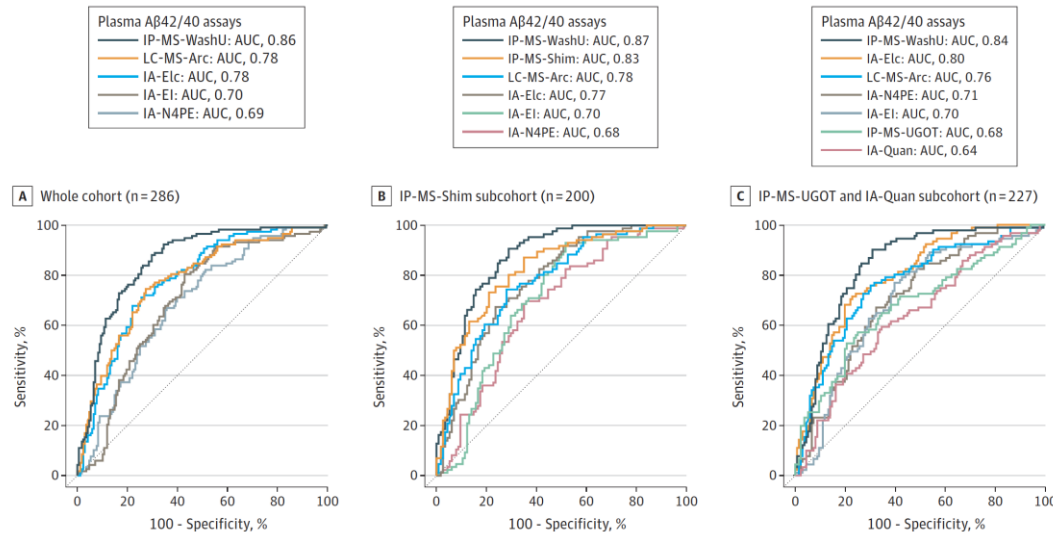 Plasma Aβ42/40 assays
IP-MS-WashU: AUC, 0.86
LC-MS-Arc: AUC, 0.78
IA-Elc: AUC, 0.78
IA-EI: AUC, 0.70
IA-N4PE: AUC, 0.69
Plasma Aβ42/40 assays
IP-MS-WashU: AUC, 0.87
IP-MS-Shim: AUC, 0.83
LC-MS-Arc: AUC, 0.78
IA-Elc: AUC, 0.77
IA-EI: AUC, 0.70
IA-N4PE: AUC, 0.68
Plasma Aβ42/40 assays
IP-MS-WashU: AUC, 0.84
IA-Elc: AUC, 0.80
LC-MS-Arc: AUC, 0.76
IA-N4PE: AUC, 0.71
IA-EI: AUC, 0.70
IP-MS-UGOT: AUC, 0.68
IA-Quan: AUC, 0.64
A Whole cohort (n=286)
100
80
60
40
20
0
Sensitivity, %
0 20 40 60 80 100
100 - Specificity, %
B IP-MS-Shim subcohort (n=200)
100
80
60
40
20
0
Sensitivity, %
0 20 40 60 80 100
100 - Specificity, %
C IP-MS-UGOT and IA-Quan subcohort (n=227)
100
80
60
40
20
0
Sensitivity, %
0 20 40 60 80 100
100 - Specificity, %